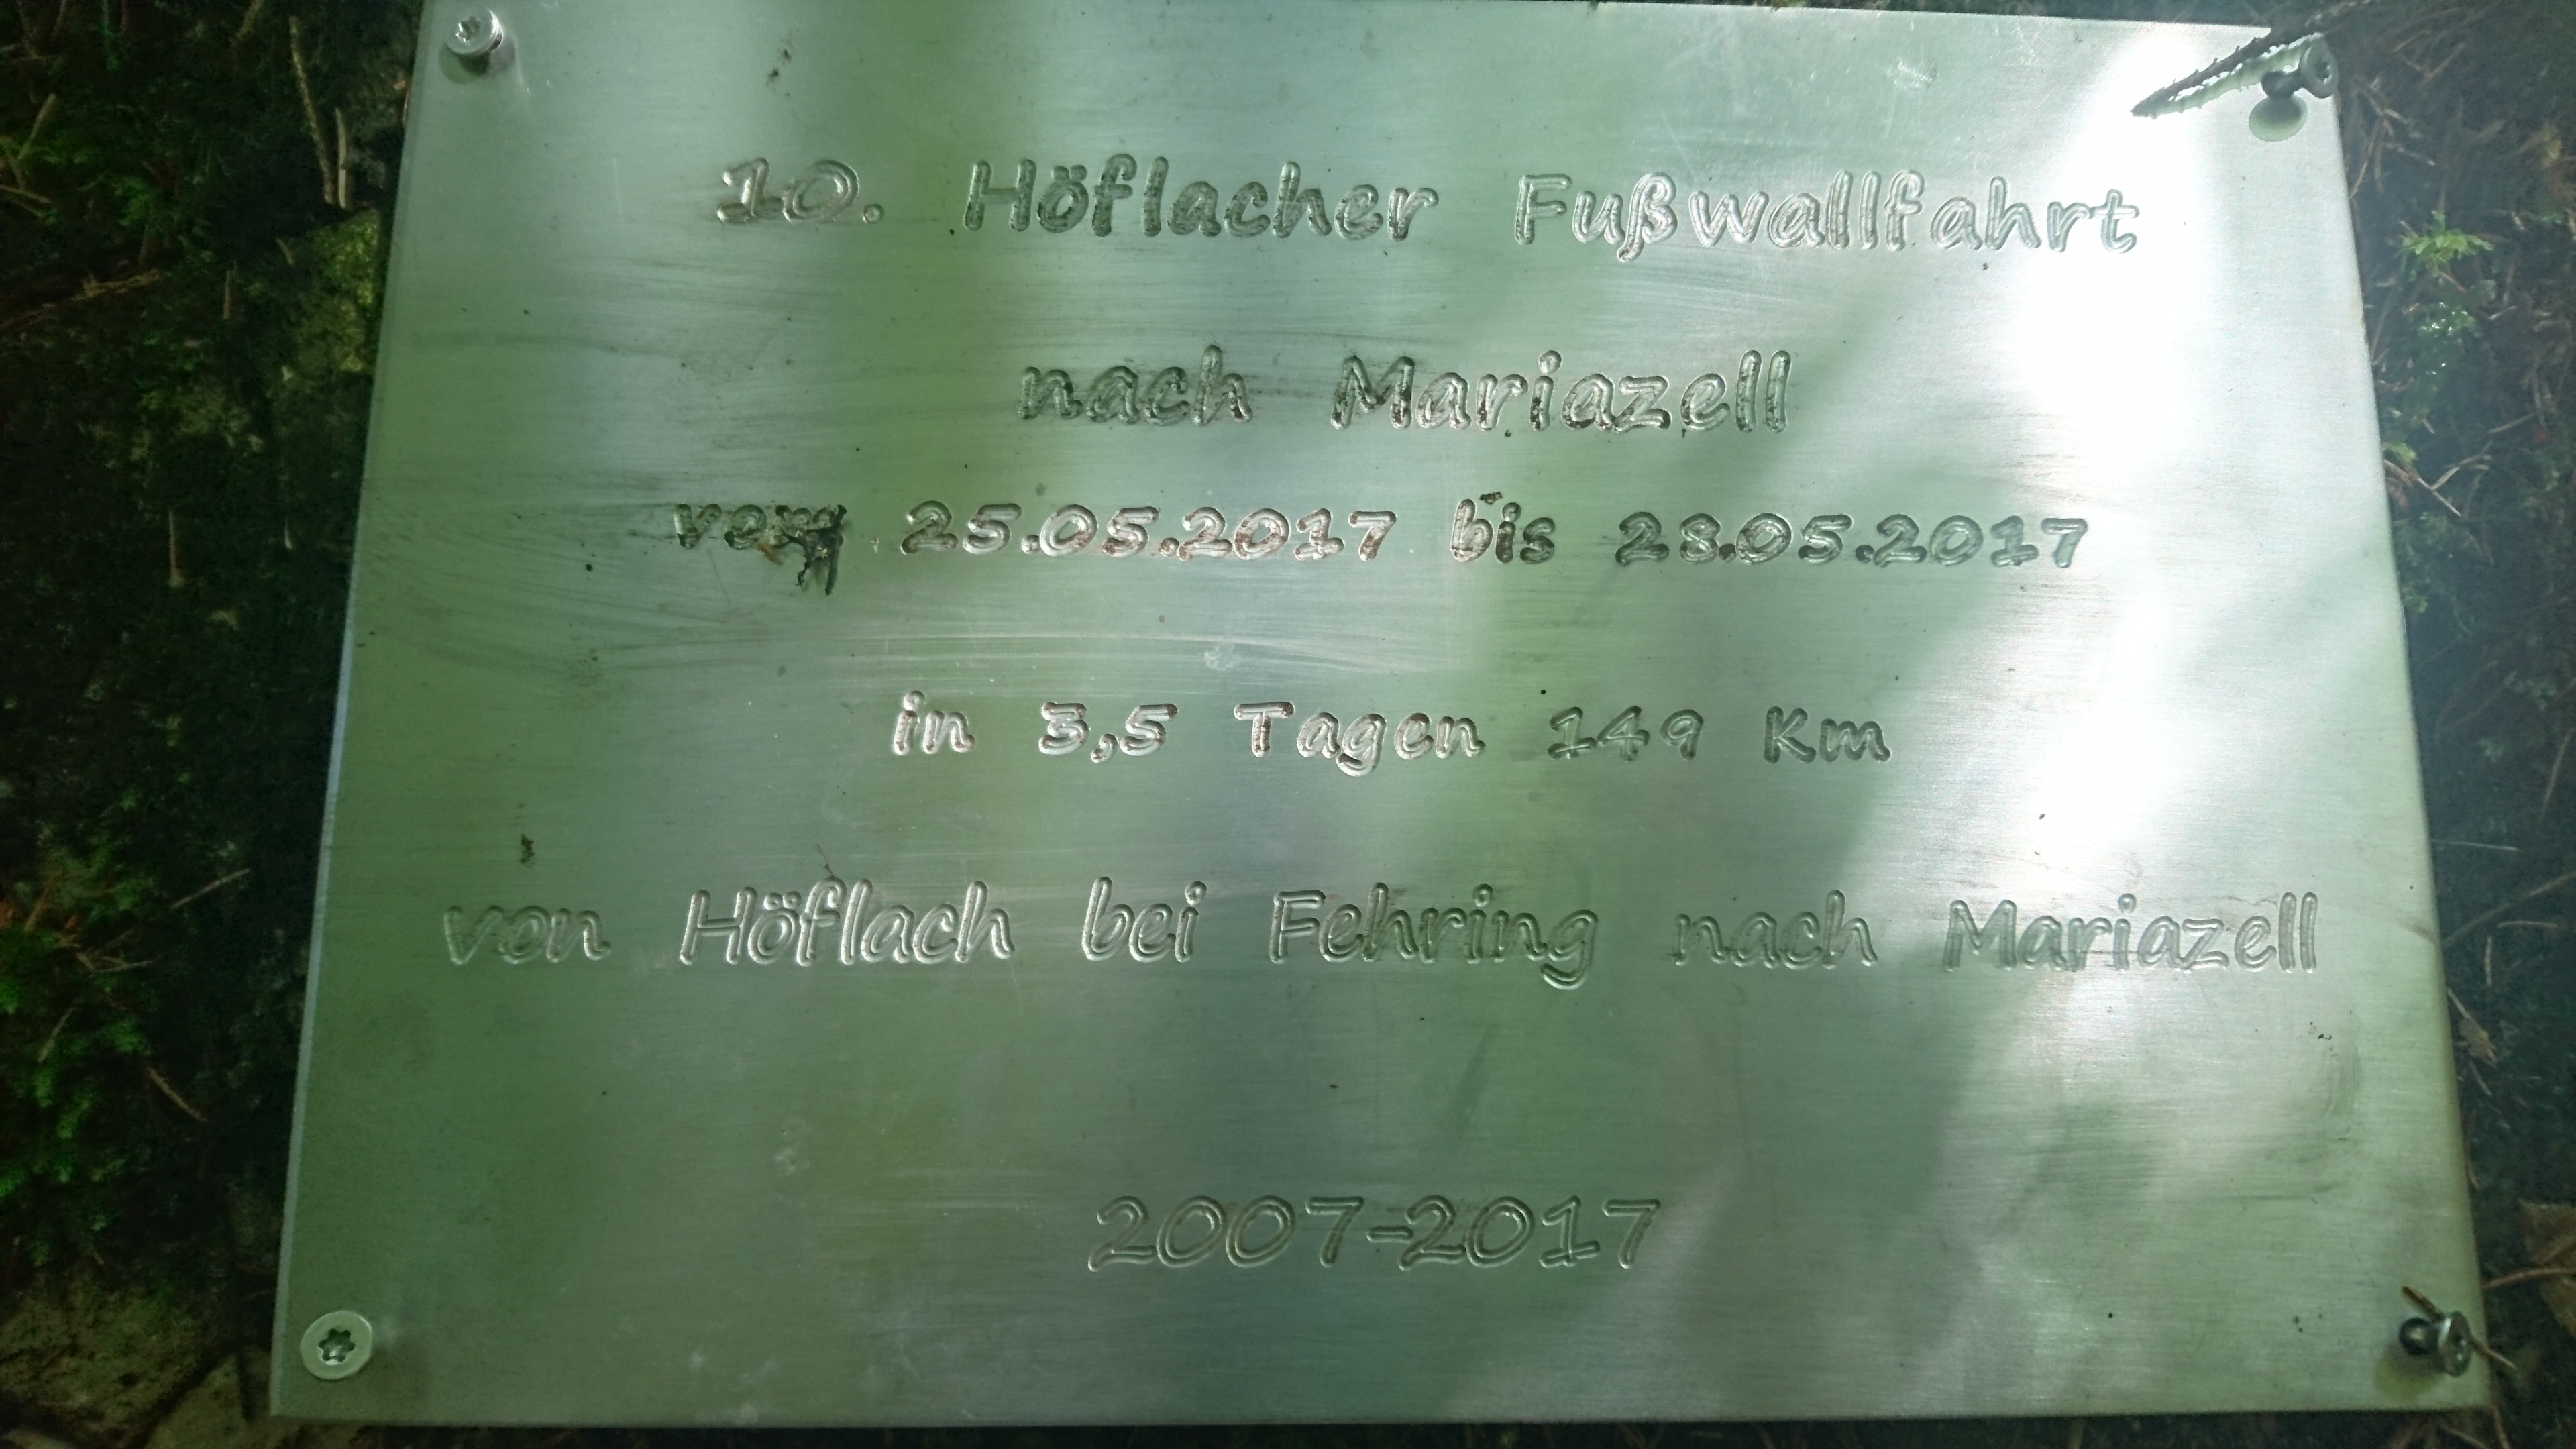 10. Höflacher Fußwallfahrt
nach Mariazell
vom 25.05.2017 bis 28.05.2017
in 3,5 Tagen 149 Km
von Höflach bei Fehring nach Mariazell
2007-2017